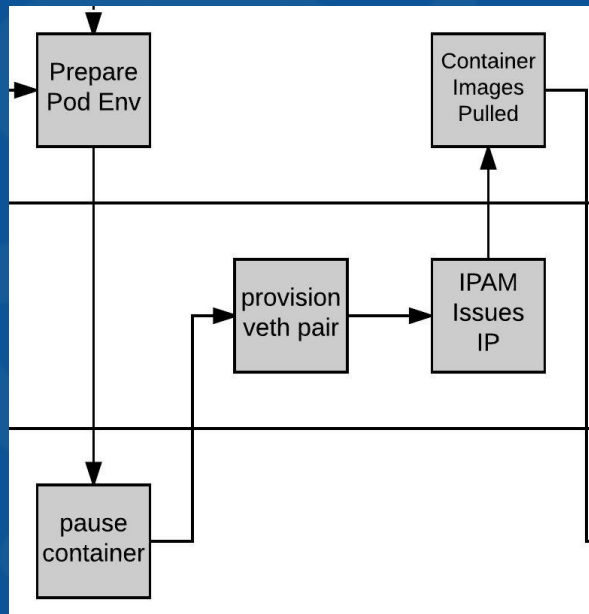 Prepare
Pod Env
Container
Images
Pulled
provision
veth pair
IPAM
Issues
IP
pause
container